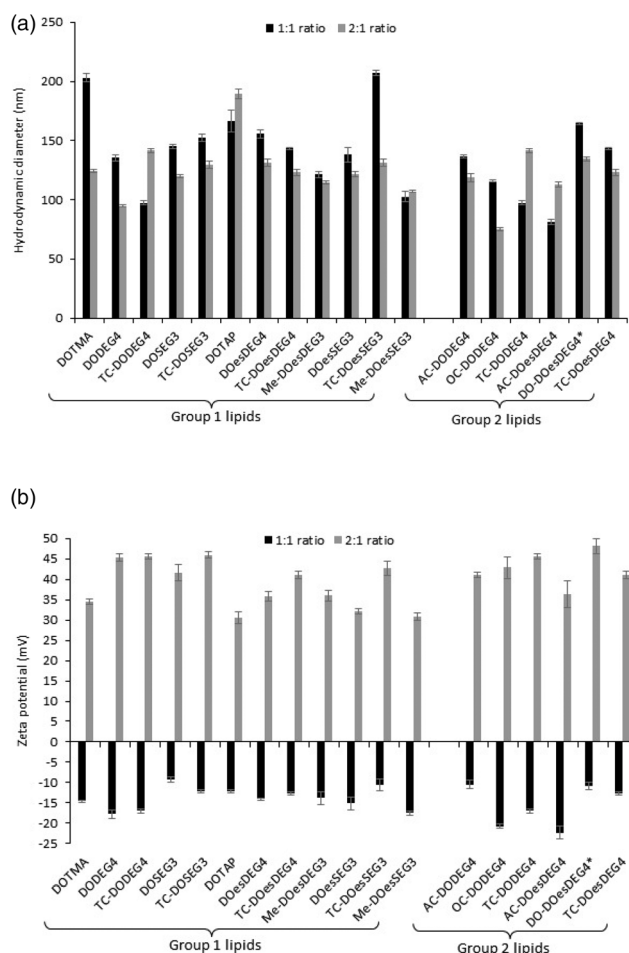 (a)
250
1:1 ratio 2:1 ratio
200
150
100
50
0
Hydrodynamic diameter (nm)
DOTMA
DODEG4
TC-DODEG4
DOSEG3
TC-DOSEG3
DOTAP
DOesDEG4
TC-DOesDEG4
Me-DOesDEG3
DOesSEG3
TC-DOesSEG3
Me-DOesSEG3
AC-DODEG4
OC-DODEG4
TC-DODEG4
AC-DOesDEG4
DO-DOesDEG4*
TC-DOesDEG4
Group 1 lipids
Group 2 lipids
(b)
50
1:1 ratio 2:1 ratio
45
40
35
30
25
20
15
10
5
0
-5
-10
-15
-20
-25
Zeta potential (mV)
DOTMA
DODEG4
TC-DODEG4
DOSEG3
TC-DOSEG3
DOTAP
DOesDEG4
TC-DOesDEG4
Me-DOesDEG3
DOesSEG3
TC-DOesSEG3
Me-DOesSEG3
AC-DODEG4
OC-DODEG4
TC-DODEG4
AC-DOesDEG4
DO-DOesDEG4*
TC-DOesDEG4
Group 1 lipids
Group 2 lipids